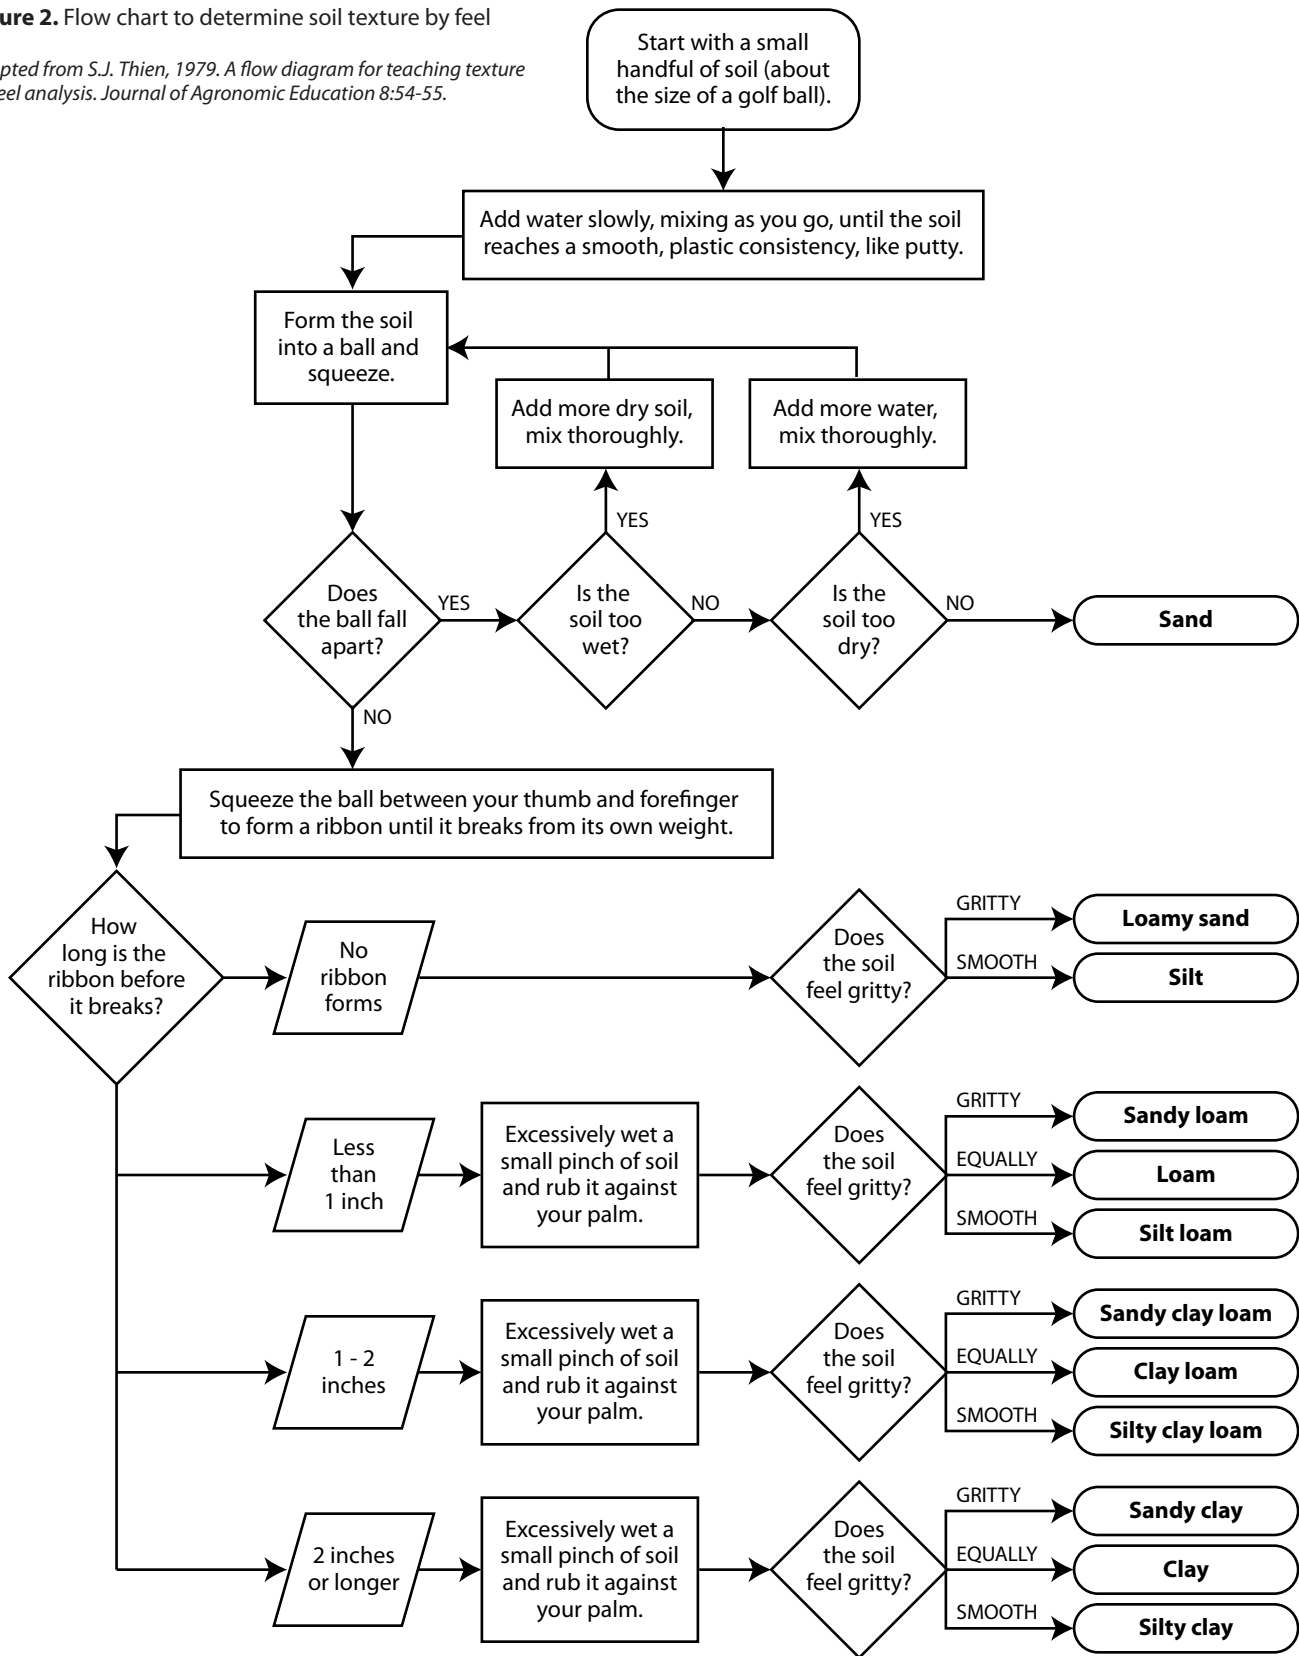 ure 2. Flow chart to determine soil texture by feel
pted from S.J. Thien, 1979. A flow diagram for teaching texture
eel analysis. Journal of Agronomic Education 8:54-55.
Start with a small
handful of soil (about
the size of a golf ball).
Add water slowly, mixing as you go, until the soil
reaches a smooth, plastic consistency, like putty.
Form the soil
into a ball and
squeeze.
Add more dry soil,
mix thoroughly.
Add more water,
mix thoroughly.
YES
YES
Does
the ball fall
apart?
YES
Is the
soil too
wet?
NO
Is the
soil too
dry?
NO
Sand
NO
Squeeze the ball between your thumb and forefinger
to form a ribbon until it breaks from its own weight.
How
long is the
ribbon before
it breaks?
No
ribbon
forms
Does
the soil
feel gritty?
GRITTY
Loamy sand
SMOOTH
Silt
Less
than
1 inch
Excessively wet a
small pinch of soil
and rub it against
your palm.
Does
the soil
feel gritty?
GRITTY
Sandy loam
EQUALLY
Loam
SMOOTH
Silt loam
1 - 2
inches
Excessively wet a
small pinch of soil
and rub it against
your palm.
Does
the soil
feel gritty?
GRITTY
Sandy clay loam
EQUALLY
Clay loam
SMOOTH
Silty clay loam
2 inches
or longer
Excessively wet a
small pinch of soil
and rub it against
your palm.
Does
the soil
feel gritty?
GRITTY
Sandy clay
EQUALLY
Clay
SMOOTH
Silty clay